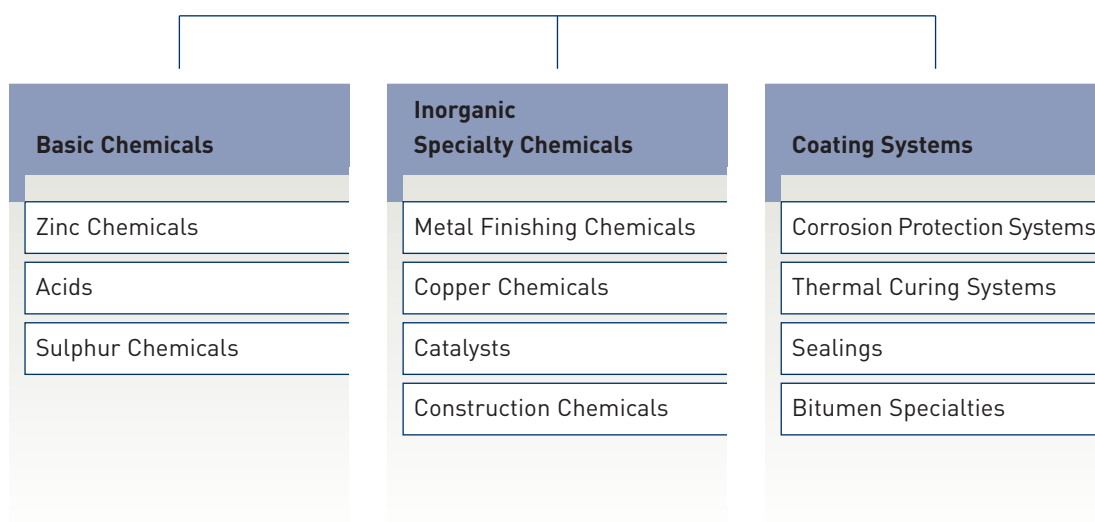 Basic Chemicals
Zinc Chemicals
Acids
Sulphur Chemicals
Inorganic
Specialty Chemicals
Metal Finishing Chemicals
Copper Chemicals
Catalysts
Construction Chemicals
Coating Systems
Corrosion Protection Systems
Thermal Curing Systems
Sealings
Bitumen Specialties